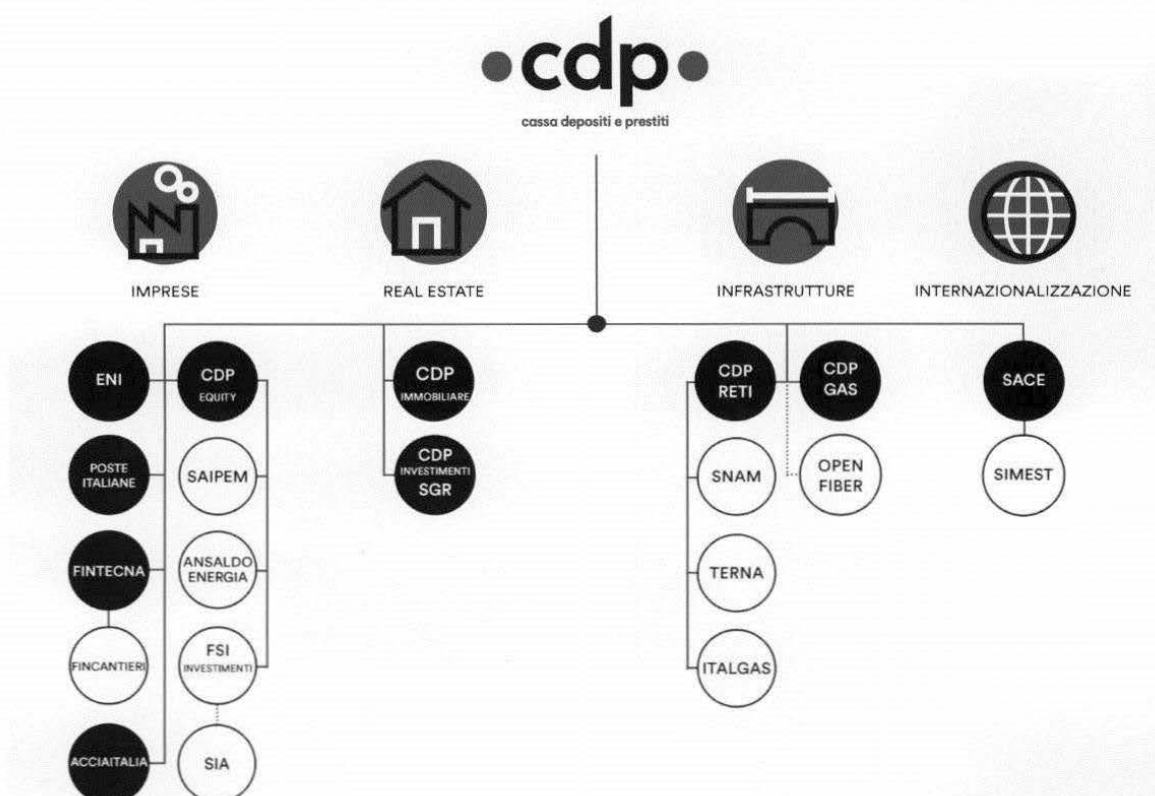 cdp
cassa depositi e prestiti
IMPRESE
REAL ESTATE
INFRASTRUTTURE
INTERNAZIONALIZZAZIONE
ENI
CDP
EQUITY
CDP
IMMOBILIARE
CDP
RETI
CDP
GAS
SACE
POSTE
ITALIANE
SAIPEM
CDP
INVESTIMENTI
SGR
SNAM
OPEN
FIBER
SIMEST
FINTECNA
ANSALDO
ENERGIA
TERNA
FINCANTIERI
FSI
INVESTIMENTI
ITALGAS
ACCIAITALIA
SIA